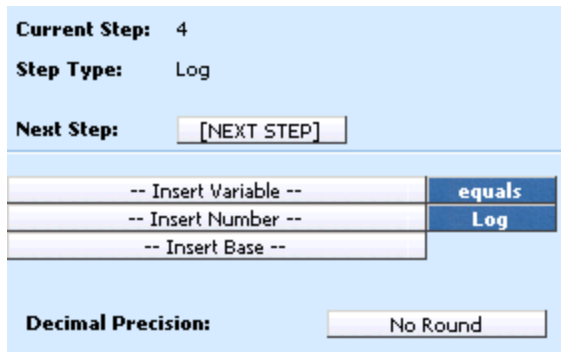 Current Step: 4
Step Type: Log
Next Step: [NEXT STEP]
-- Insert Variable -- equals
-- Insert Number -- Log
-- Insert Base --
Decimal Precision: No Round